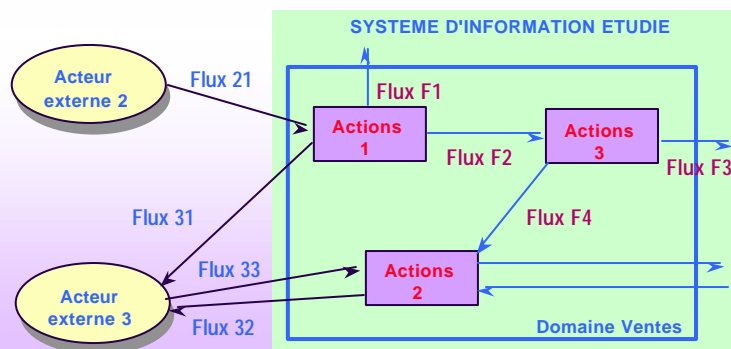 SYSTEME D'INFORMATION ETUDIE
Acteur
externe 2
Flux 21
Flux F1
Actions
1
Flux F2
Actions
3
Flux F3
Flux 31
Flux F4
Flux 33
Actions
2
Acteur
externe 3
Flux 32
Domaine Ventes